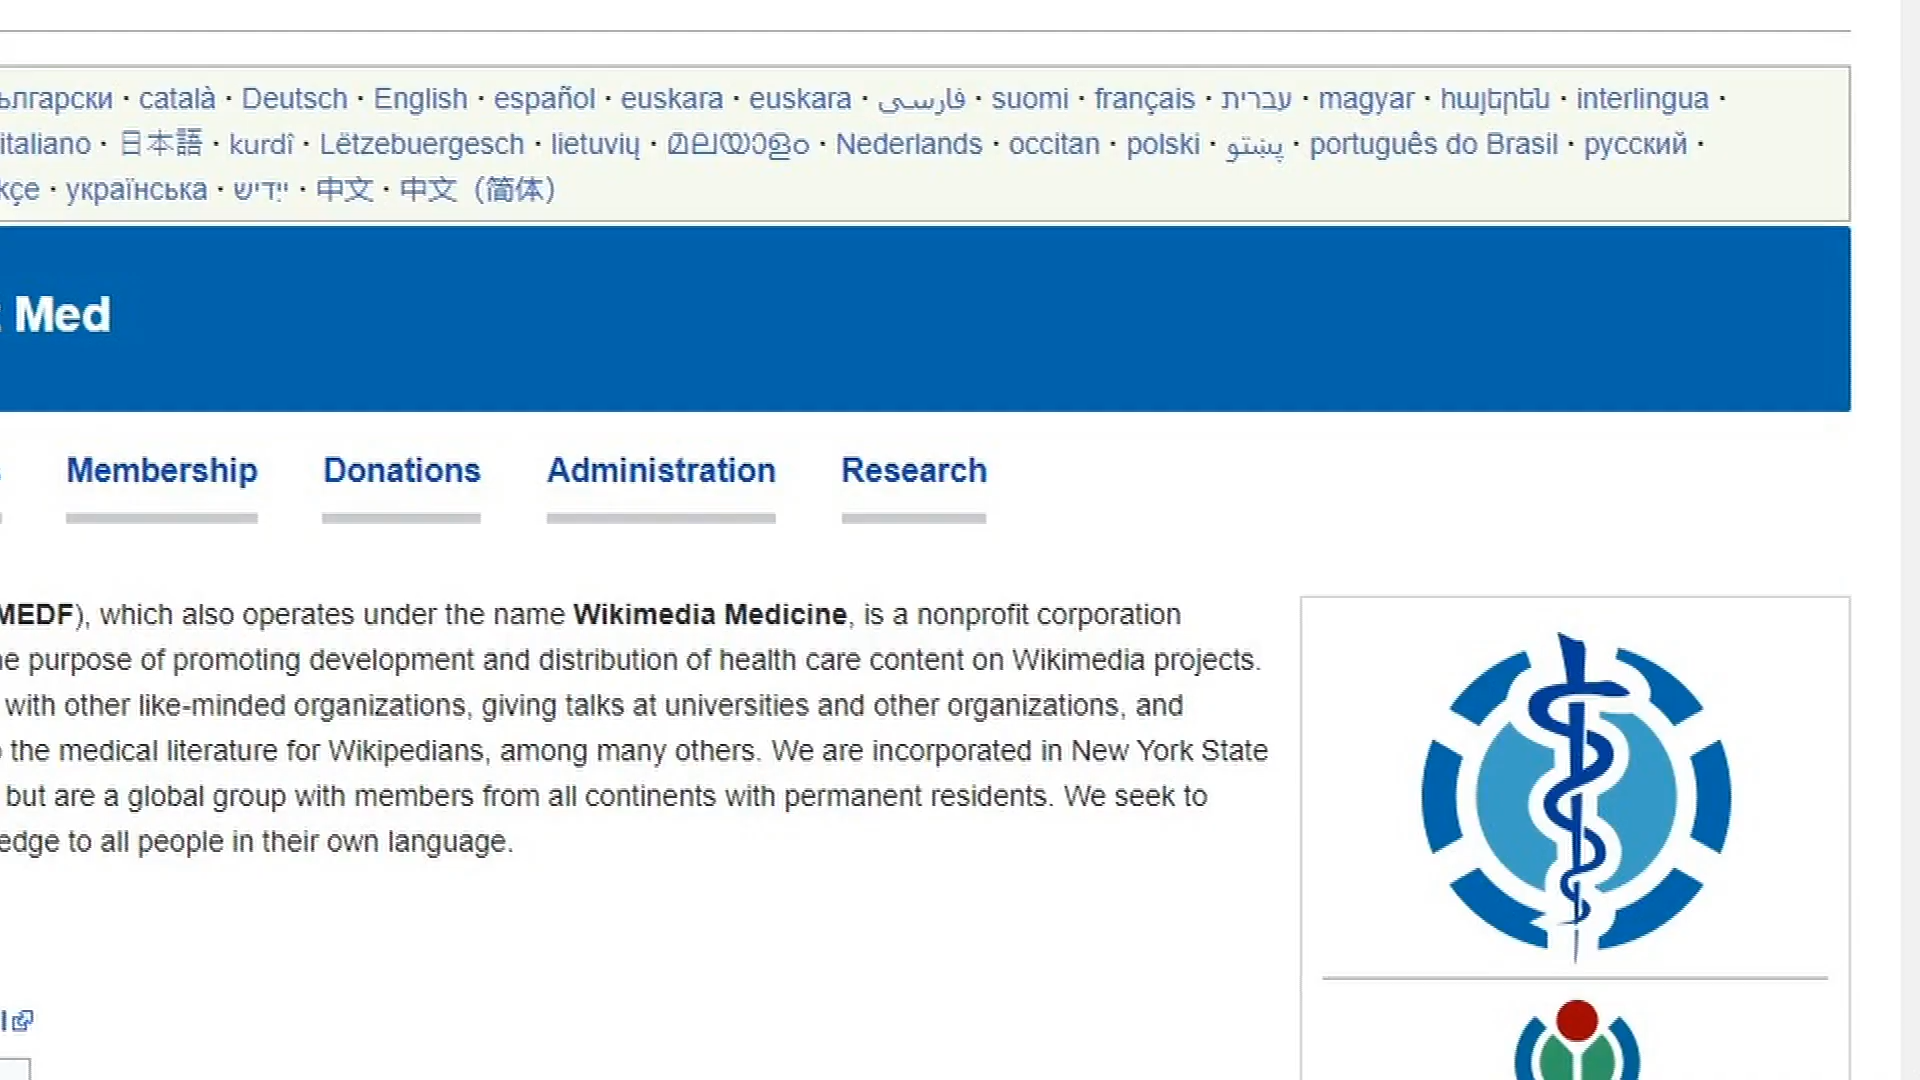 ългарски · català · Deutsch · English · español · euskara · euskara · فارسی · suomi · français · עברית · magyar · հայերեն · interlingua ·
italiano · 日本語 · kurdî · Lëtzebuergesch · lietuvių · മലയാളം · Nederlands · occitan · polski · پښتو · português do Brasil · русский ·
kçe · українська · ייִדיש · 中文 · 中文（简体）
Med
Membership Donations Administration Research
MEDF), which also operates under the name Wikimedia Medicine, is a nonprofit corporation
e purpose of promoting development and distribution of health care content on Wikimedia projects.
with other like-minded organizations, giving talks at universities and other organizations, and
the medical literature for Wikipedians, among many others. We are incorporated in New York State
but are a global group with members from all continents with permanent residents. We seek to
edge to all people in their own language.